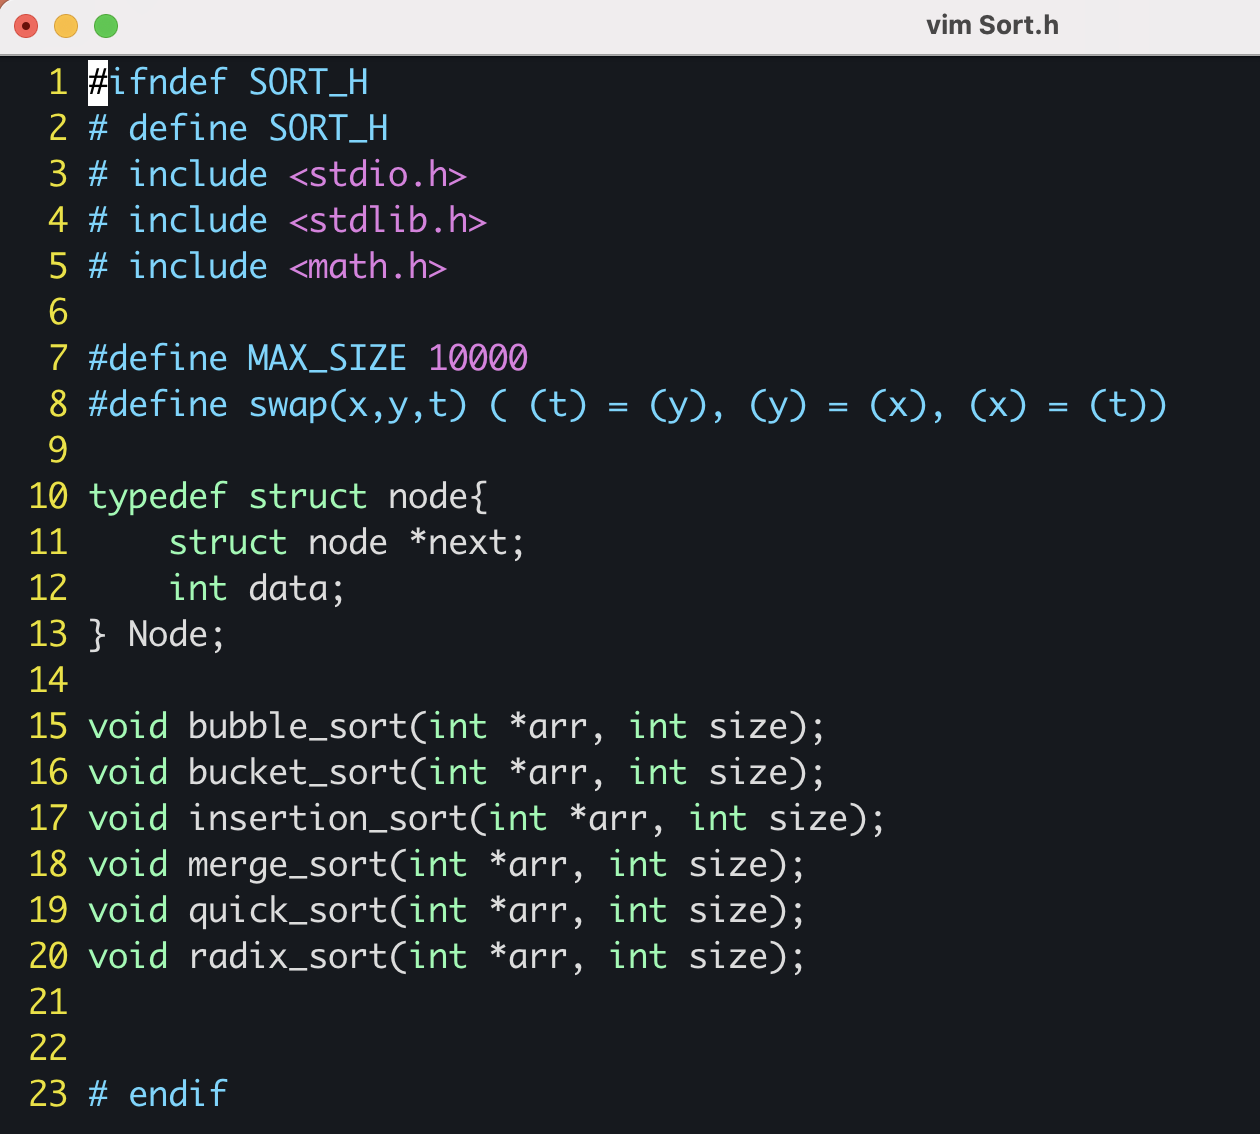 vim Sort.h
1 #ifndef SORT_H
2 # define SORT_H
3 # include <stdio.h>
4 # include <stdlib.h>
5 # include <math.h>
6
7 #define MAX_SIZE 10000
8 #define swap(x,y,t) ( (t) = (y), (y) = (x), (x) = (t))
9
10 typedef struct node{
11     struct node *next;
12     int data;
13 } Node;
14
15 void bubble_sort(int *arr, int size);
16 void bucket_sort(int *arr, int size);
17 void insertion_sort(int *arr, int size);
18 void merge_sort(int *arr, int size);
19 void quick_sort(int *arr, int size);
20 void radix_sort(int *arr, int size);
21
22
23 # endif